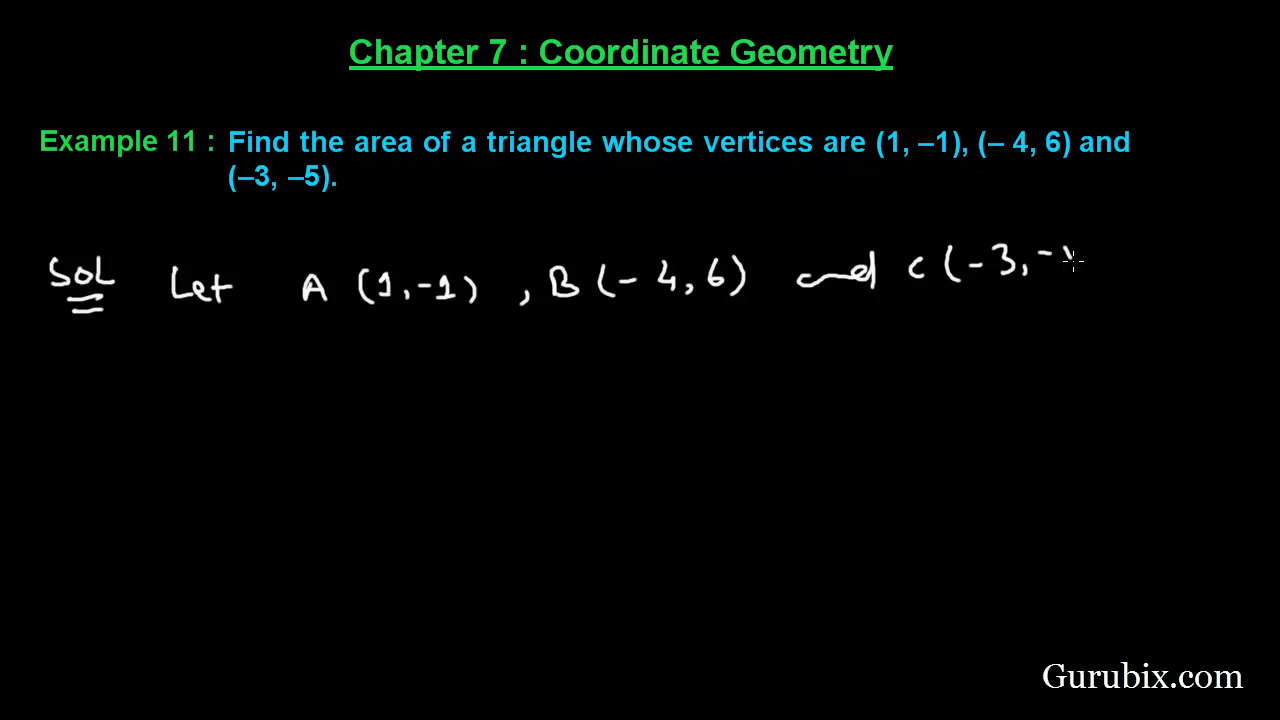 Chapter 7 : Coordinate Geometry
Example 11 : Find the area of a triangle whose vertices are (1, –1), (– 4, 6) and
(–3, –5).
Sol Let A (1,-1) , B (- 4, 6) and C (-3, -
Gurubix.com